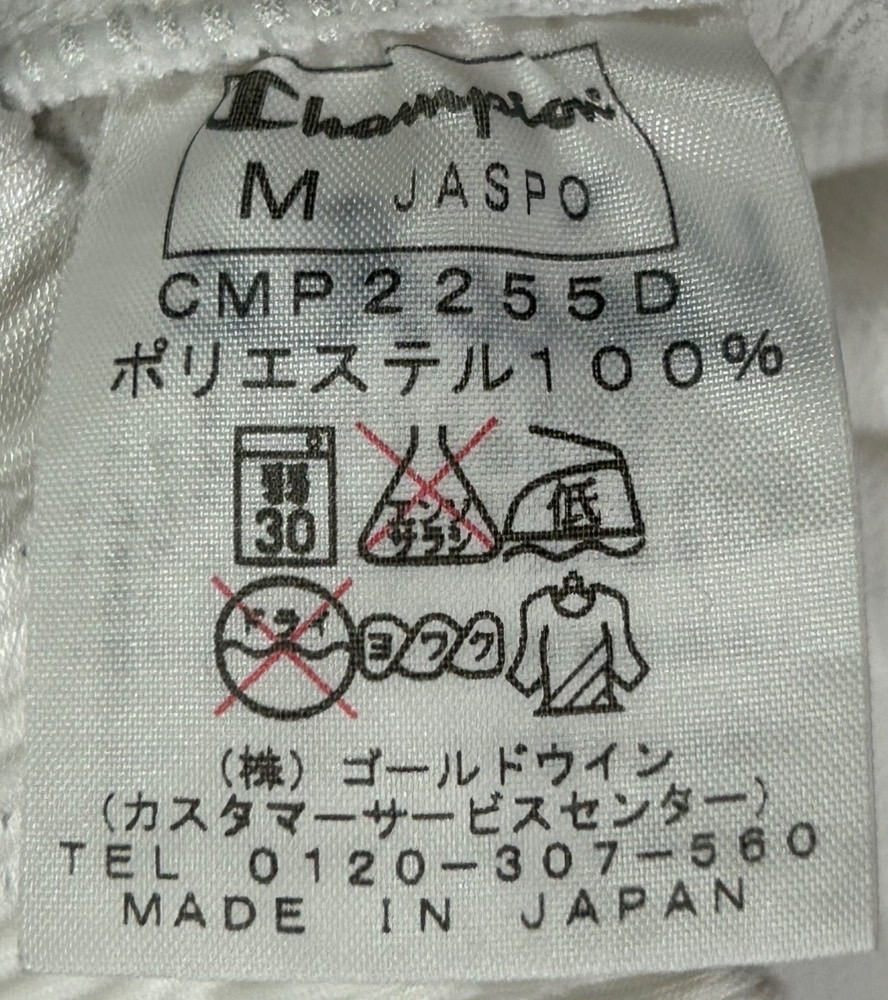 Champion
M JASPO
CMP2255D
ポリエステル100%
30
エンソ
サラシ
低
ドライ
ヨワク
(株) ゴールドウイン
(カスタマーサービスセンター)
TEL 0120-307-560
MADE IN JAPAN